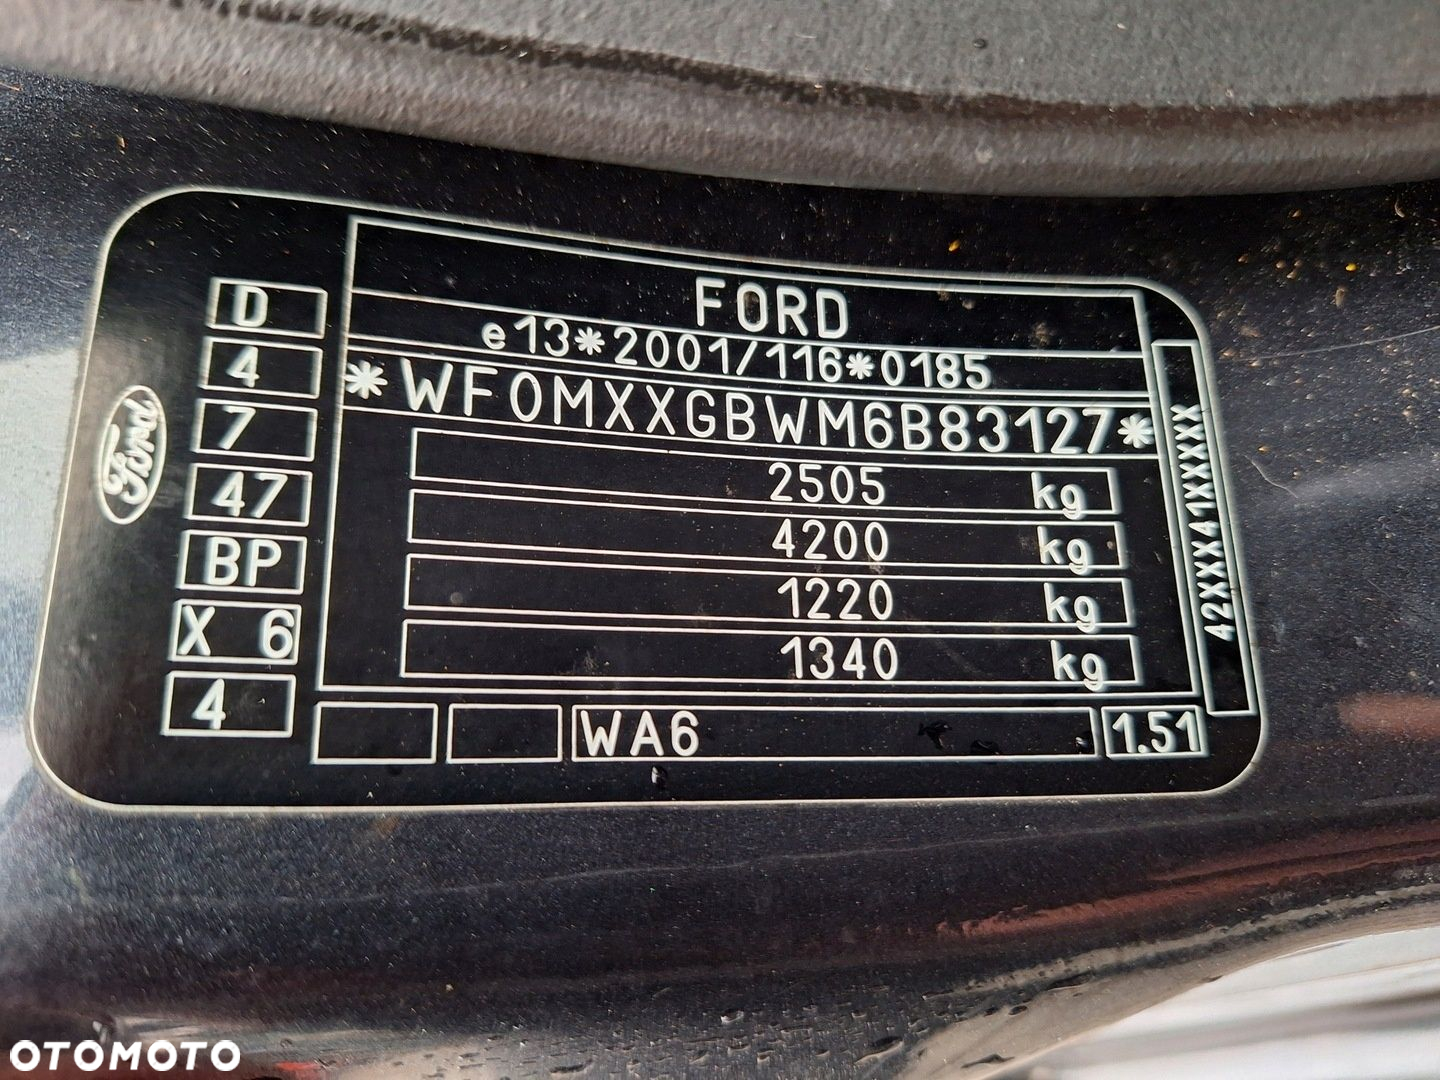 FORD
e13*2001/116*0185
*WF0MXXGBWM6B83127*
2505 kg
4200 kg
1220 kg
1340 kg
D
4
7
47
BP
X 6
4
Ford
WA6
1.51
42XXX41XXXXX
OTOMOTO